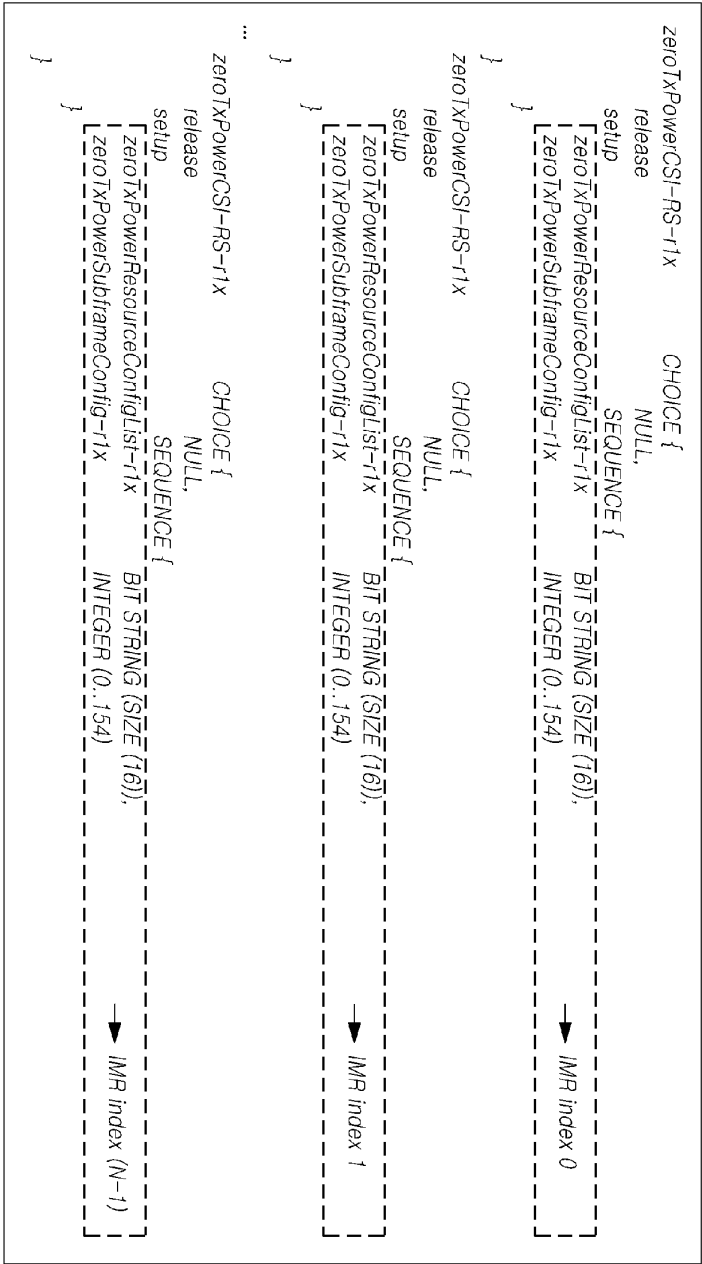 zeroTxPowerCSI-RS-r1x CHOICE {
release NULL,
setup SEQUENCE {
zeroTxPowerResourceConfigList-r1x BIT STRING (SIZE (16)),
zeroTxPowerSubframeConfig-r1x INTEGER (0..154)
→ IMR index 0
}
}
zeroTxPowerCSI-RS-r1x CHOICE {
release NULL,
setup SEQUENCE {
zeroTxPowerResourceConfigList-r1x BIT STRING (SIZE (16)),
zeroTxPowerSubframeConfig-r1x INTEGER (0..154)
→ IMR index 1
}
}
...
zeroTxPowerCSI-RS-r1x CHOICE {
release NULL,
setup SEQUENCE {
zeroTxPowerResourceConfigList-r1x BIT STRING (SIZE (16)),
zeroTxPowerSubframeConfig-r1x INTEGER (0..154)
→ IMR index (N-1)
}
}